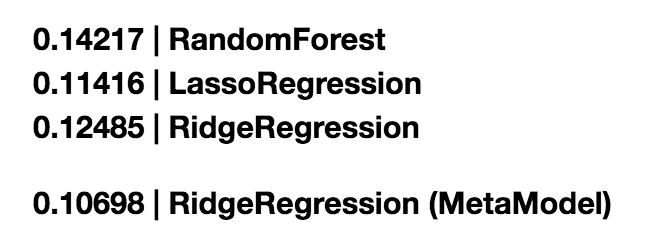 0.14217 | RandomForest
0.11416 | LassoRegression
0.12485 | RidgeRegression
0.10698 | RidgeRegression (MetaModel)